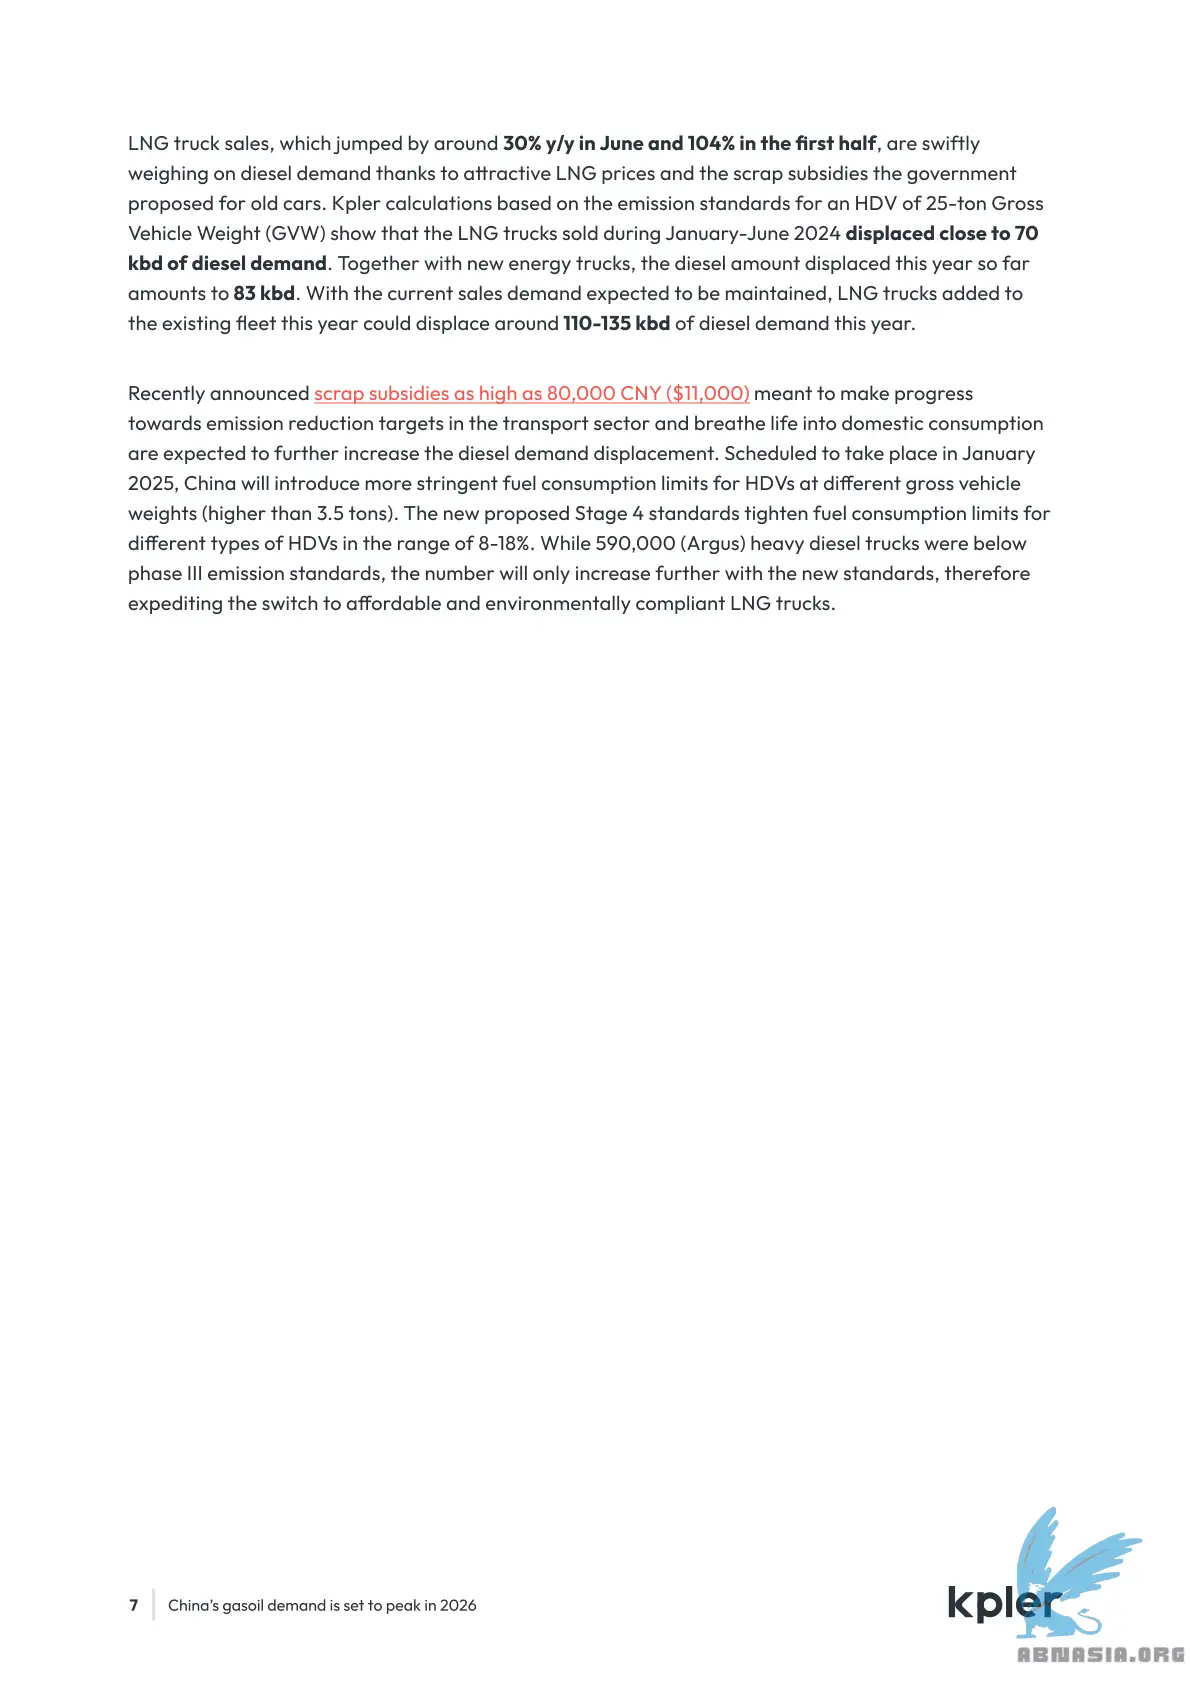 LNG truck sales, which jumped by around 30% y/y in June and 104% in the first half, are swiftly
weighing on diesel demand thanks to attractive LNG prices and the scrap subsidies the government
proposed for old cars. Kpler calculations based on the emission standards for an HDV of 25-ton Gross
Vehicle Weight (GVW) show that the LNG trucks sold during January-June 2024 displaced close to 70
kbd of diesel demand. Together with new energy trucks, the diesel amount displaced this year so far
amounts to 83 kbd. With the current sales demand expected to be maintained, LNG trucks added to
the existing fleet this year could displace around 110-135 kbd of diesel demand this year.
Recently announced scrap subsidies as high as 80,000 CNY ($11,000) meant to make progress
towards emission reduction targets in the transport sector and breathe life into domestic consumption
are expected to further increase the diesel demand displacement. Scheduled to take place in January
2025, China will introduce more stringent fuel consumption limits for HDVs at different gross vehicle
weights (higher than 3.5 tons). The new proposed Stage 4 standards tighten fuel consumption limits for
different types of HDVs in the range of 8-18%. While 590,000 (Argus) heavy diesel trucks were below
phase III emission standards, the number will only increase further with the new standards, therefore
expediting the switch to affordable and environmentally compliant LNG trucks.
7 China's gasoil demand is set to peak in 2026
kpler
ABNASIA.ORG